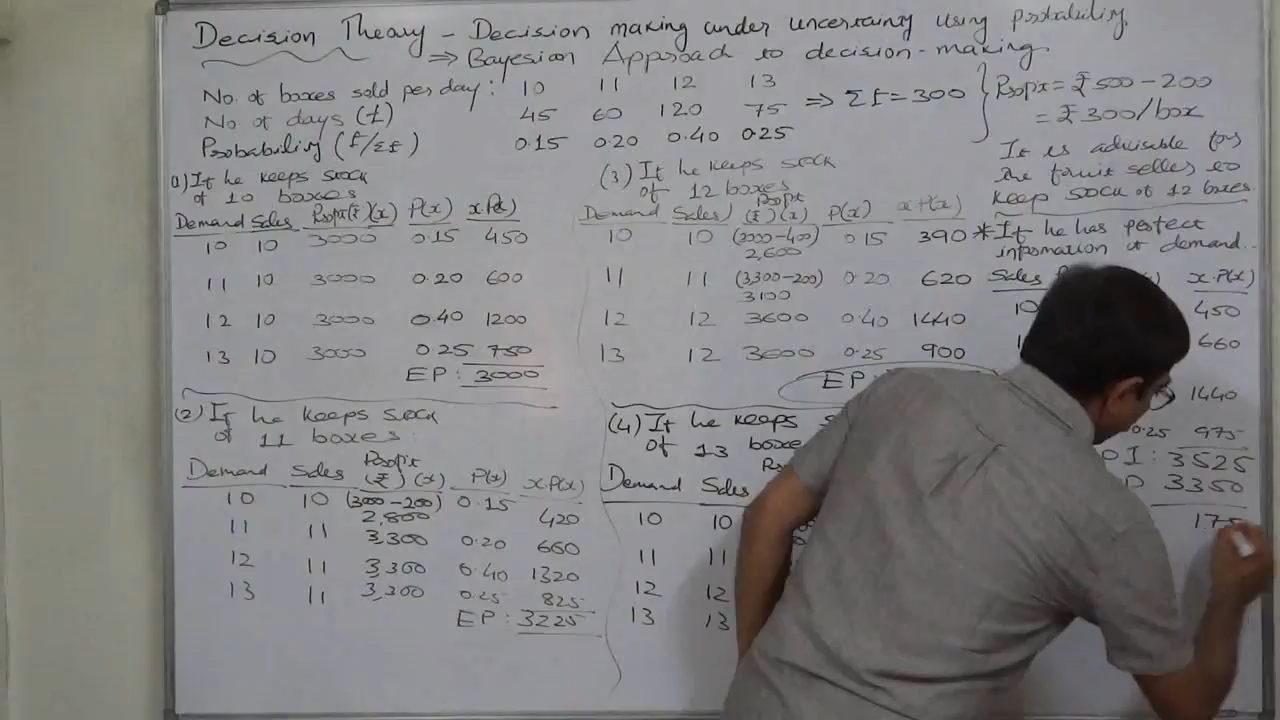 Decision Theory - Decision making under uncertainty using probability
⇒ Bayesian Approach to decision-making.
No. of boxes sold per day: 10 11 12 13
No. of days (f) 45 60 120 75 ⇒ Σf = 300
Probability (f/Σf) 0.15 0.20 0.40 0.25
Profit = ₹ 500 - 200
= ₹ 300/box
It is advisable for
the fruit seller to
keep stock of 12 boxes.
1) If he keeps stock
of 10 boxes
Demand Sales Profit (₹) (x) P(x) x P(x)
10 10 3000 0.15 450
11 10 3000 0.20 600
12 10 3000 0.40 1200
13 10 3000 0.25 750
EP: 3000
(2) If he keeps stock
of 11 boxes:
Demand Sales Profit (₹) (x) P(x) x.P(x)
10 10 (3000-200) 0.15
2,800 420
11 11 3,300 0.20 660
12 11 3,300 0.40 1320
13 11 3,300 0.25 825
EP: 3225
(3) If he keeps stock
of 12 boxes
Demand Sales Profit (₹) (x) P(x) x P(x)
10 10 (3000-400) 0.15 390
2,600
11 11 (3,300-200) 0.20 620
3100
12 12 3600 0.40 1440
13 12 3600 0.25 900
EP:
(4) If he keeps
of 13 boxes
Demand Sales
10 10
11 11
12 12
13 13
* If he has perfect
information of demand..
Sales x.P(x)
10 450
660
1440
0.25 975
I: 3525
3350
175